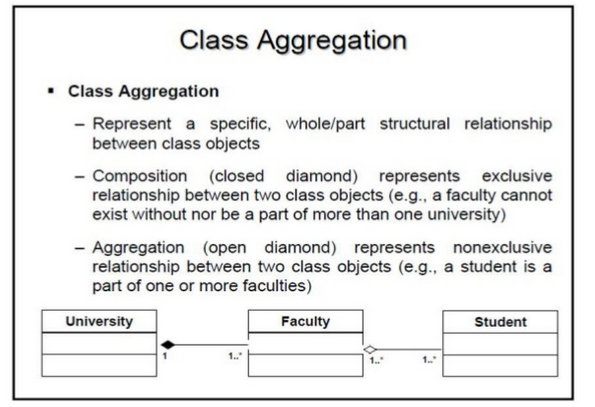 Class Aggregation
▪ Class Aggregation
– Represent a specific, whole/part structural relationship
between class objects
– Composition (closed diamond) represents exclusive
relationship between two class objects (e.g., a faculty cannot
exist without nor be a part of more than one university)
– Aggregation (open diamond) represents nonexclusive
relationship between two class objects (e.g., a student is a
part of one or more faculties)
University Faculty Student
1 1..* 1..* 1..*